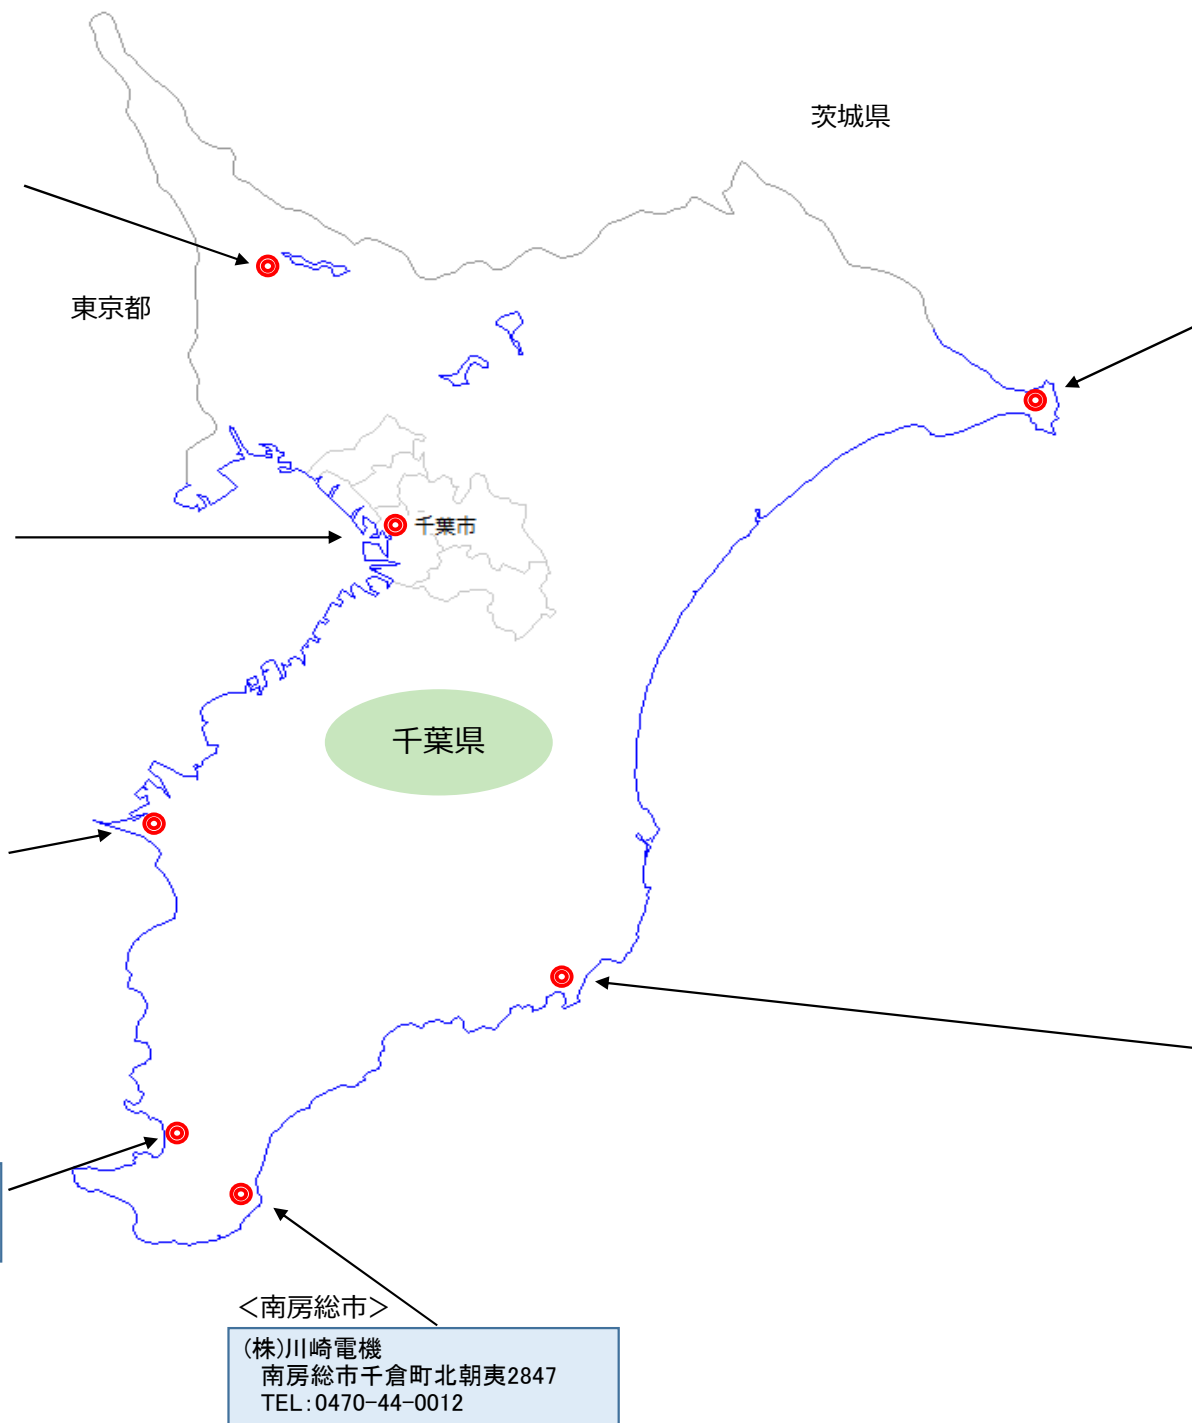 茨城県
東京都
千葉市
千葉県
＜南房総市＞
(株)川崎電機
南房総市千倉町北朝夷2847
TEL:0470-44-0012